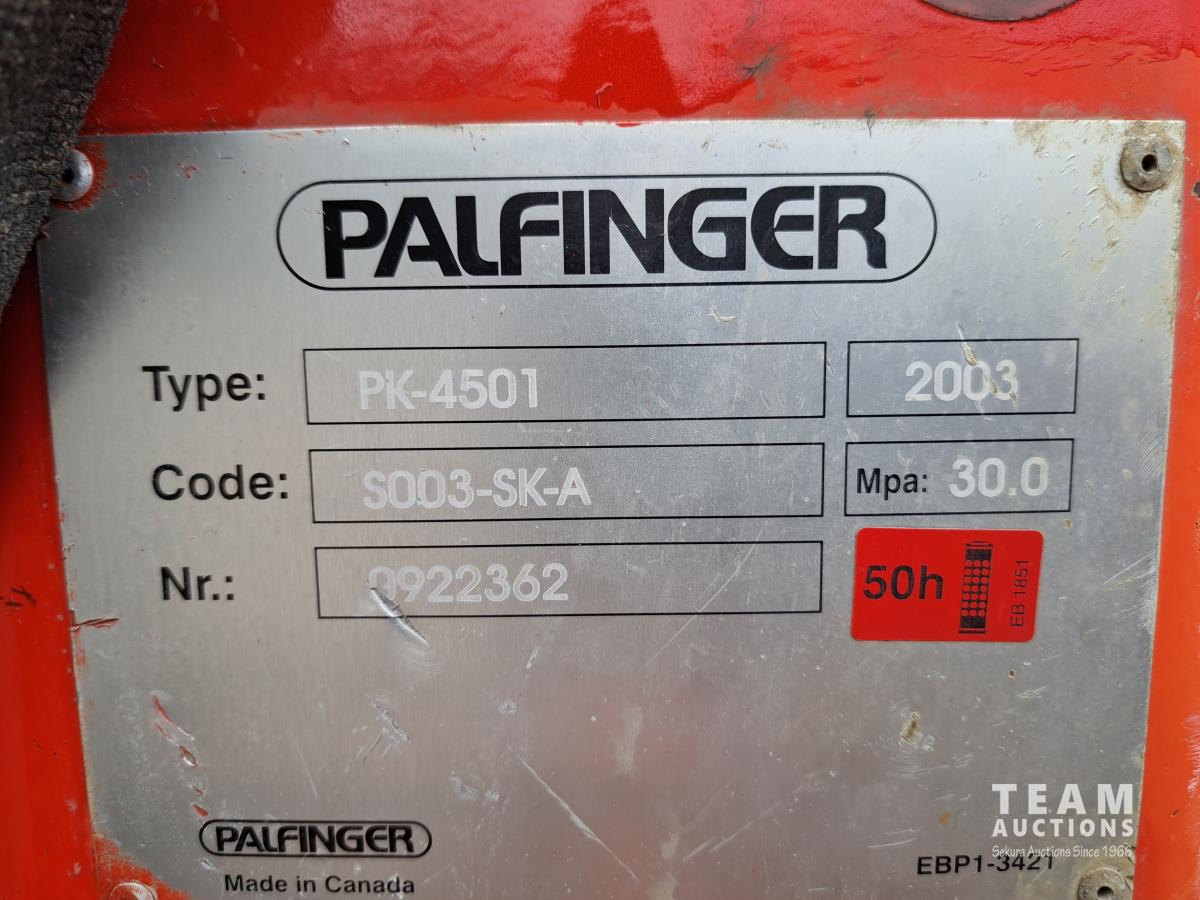 PALFINGER
Type: PK-4501 2003
Code: S003-SK-A Mpa: 30.0
Nr.: 0922362 50h EB 1851
PALFINGER
Made in Canada
EBP1-3421
TEAM
AUCTIONS
Sekura Auctions Since 1966